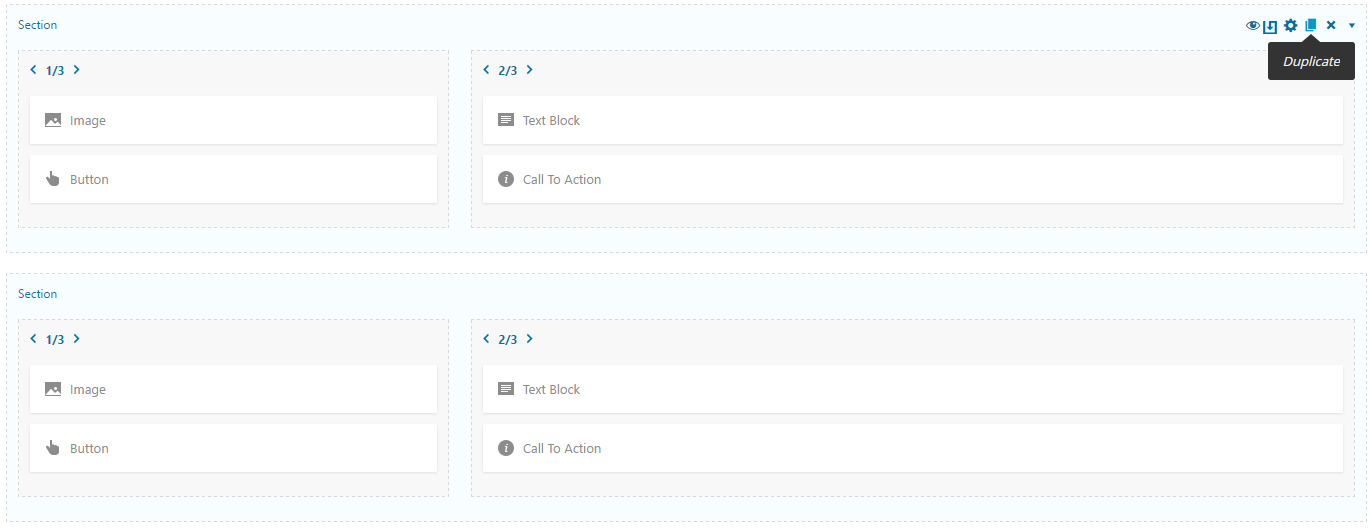 Section
Duplicate
1/3
2/3
Image
Text Block
Button
Call To Action
Section
1/3
2/3
Image
Text Block
Button
Call To Action